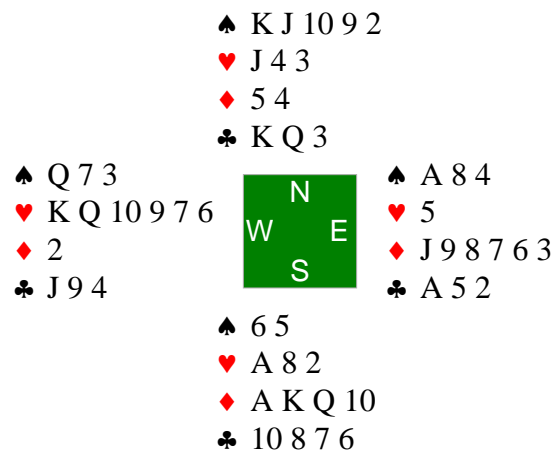 ♠ K J 10 9 2
♥ J 4 3
♦ 5 4
♣ K Q 3
♠ Q 7 3
♥ K Q 10 9 7 6
♦ 2
♣ J 9 4
N
W E
S
♠ A 8 4
♥ 5
♦ J 9 8 7 6 3
♣ A 5 2
♠ 6 5
♥ A 8 2
♦ A K Q 10
♣ 10 8 7 6